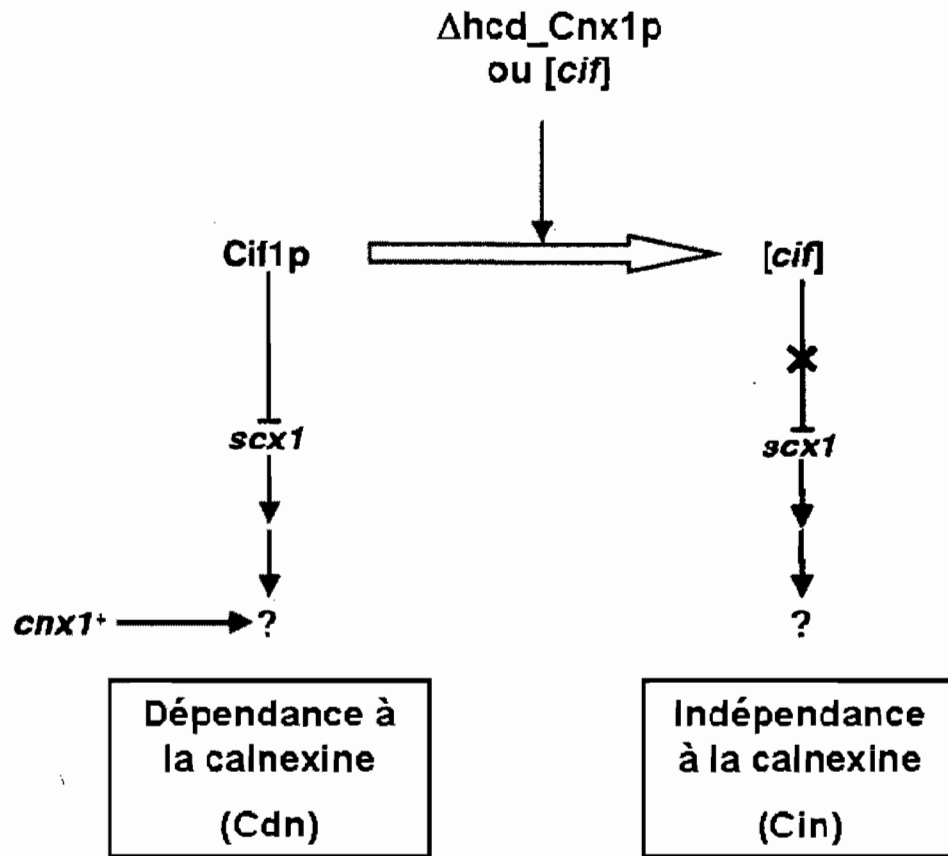 Δhcd_Cnx1p
ou [cif]
Cif1p
[cif]
scx1
scx1
cnx1⁺
?
?
Dépendance à
la calnexine
(Cdn)
Indépendance
à la calnexine
(Cin)